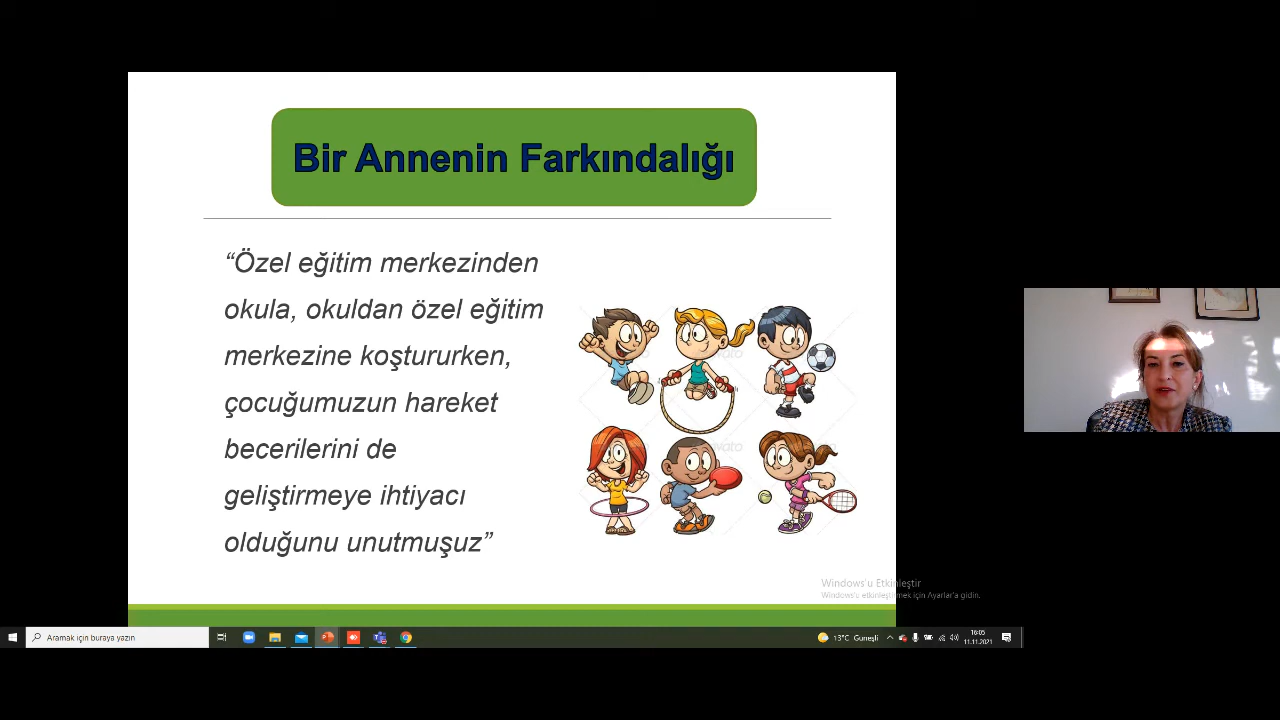 Bir Annenin Farkındalığı
“Özel eğitim merkezinden
okula, okuldan özel eğitim
merkezine koştururken,
çocuğumuzun hareket
becerilerini de
geliştirmeye ihtiyacı
olduğunu unutmuşuz”
Windows'u Etkinleştir
Windows'u etkinleştirmek için Ayarlar'a gidin.
Aramak için buraya yazın
13°C Güneşli
16:05
11.11.2021